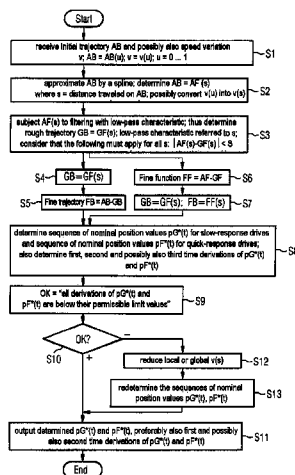 Start
receive initial trajectory AB and possibly also speed variation
v; AB = AB(u); v = v(u); u = 0 ... 1
S1
approximate AB by a spline; determine AB = AF(s)
where s = distance traveled on AB; possibly convert v(u) into v(s)
S2
subject AF(s) to filtering with low-pass characteristic; thus determine
rough trajectory GB = GF(s); low-pass characteristic referred to s;
consider that the following must apply for all s: |AF(s)-GF(s)| < S
S3
S4
GB=GF(s)
Fine function FF = AF-GF
S6
S5
Fine trajectory FB = AB-GB
GB=GF(s); FB=FF(s)
S7
determine sequence of nominal position values pG*(t) for slow-response drives
and sequence of nominal position values pF*(t) for quick-response drives;
also determine first, second and possibly also third time derivations of pG*(t)
and pF*(t)
S8
OK = "all derivations of pG*(t) and
pF*(t) are below their permissible limit values"
S9
OK?
−
+
S10
reduce local or global v(s)
S12
redetermine the sequences of nominal
position values pG*(t), pF*(t)
S13
output determined pG*(t) and pF*(t), preferably also first and possibly
also second time derivations of pG*(t) and pF*(t)
S11
End